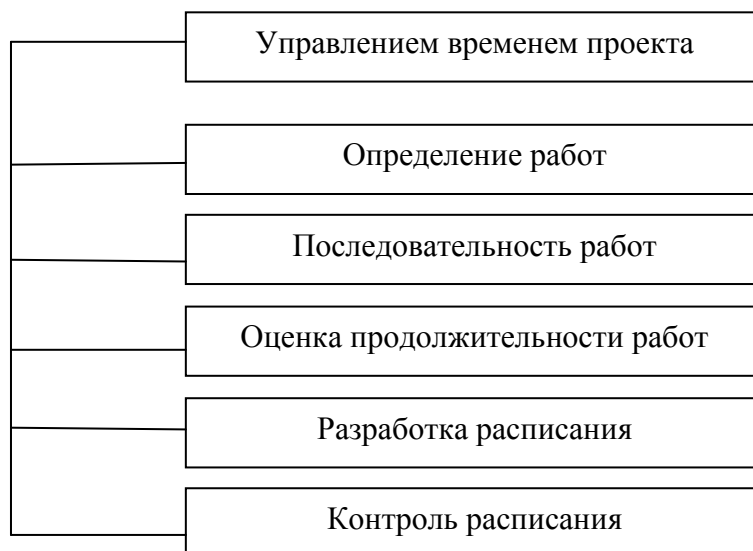 Управлением временем проекта
Определение работ
Последовательность работ
Оценка продолжительности работ
Разработка расписания
Контроль расписания